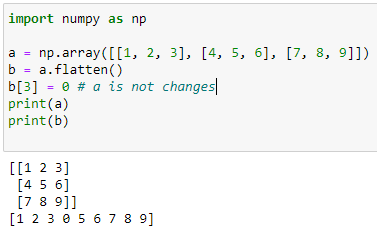 import numpy as np
a = np.array([[1, 2, 3], [4, 5, 6], [7, 8, 9]])
b = a.flatten()
b[3] = 0 # a is not changes
print(a)
print(b)
[[1 2 3]
 [4 5 6]
 [7 8 9]]
[1 2 3 0 5 6 7 8 9]